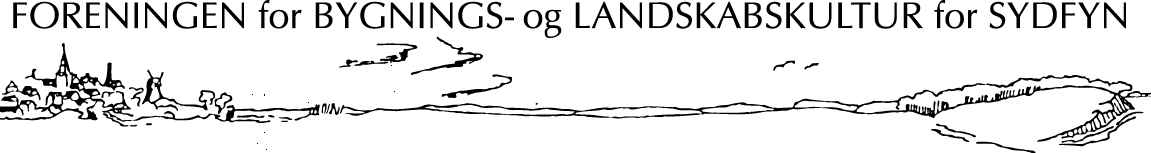 FORENINGEN for BYGNINGS- og LANDSKABSKULTUR for SYDFYN